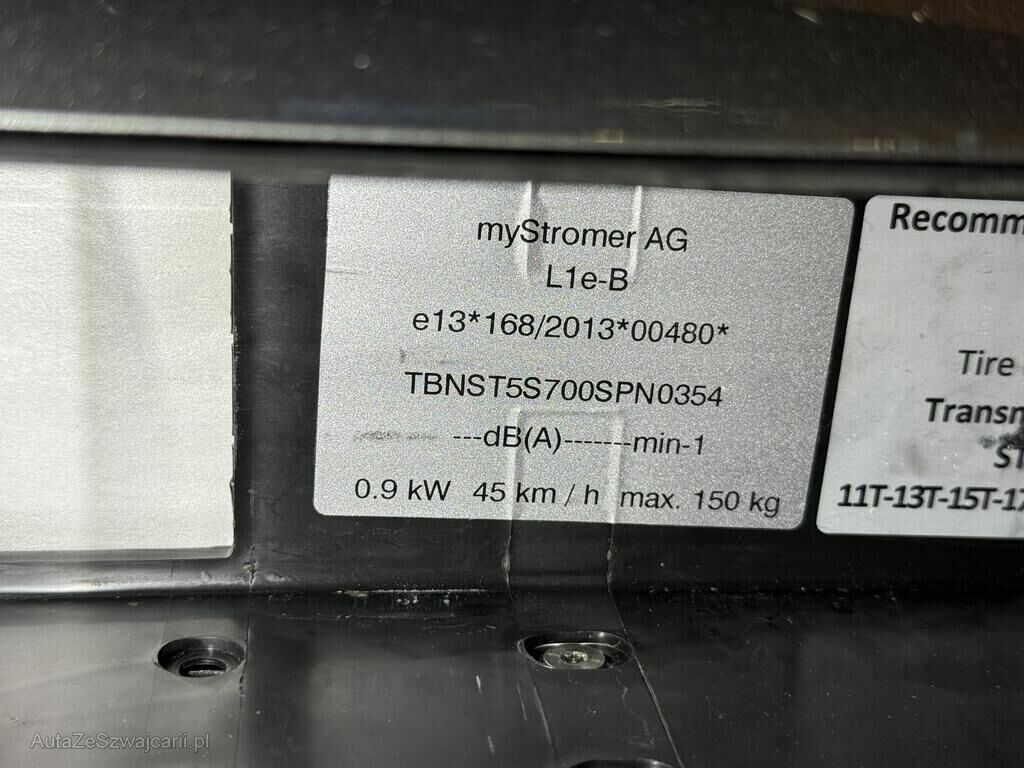 myStromer AG
L1e-B
e13*168/2013*00480*
TBNST5S700SPN0354
---dB(A)-------min-1
0.9 kW 45 km / h max. 150 kg
Recomm
Tire
Transm
"ST
11T-13T-15T-17
AutaZeSzwajcarii.pl